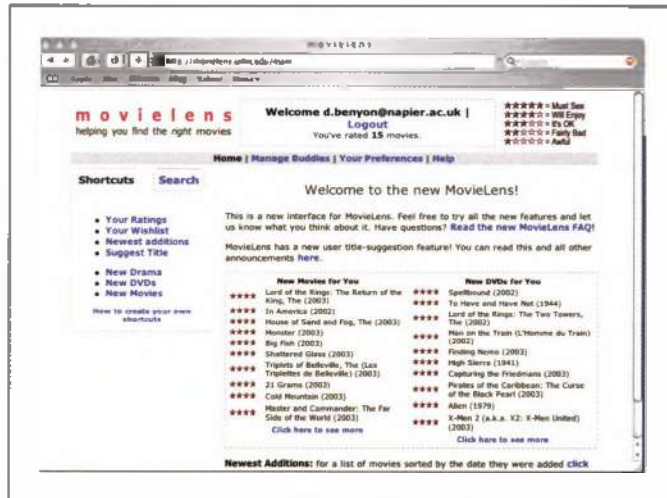 movielens
movielens
helping you find the right movies
Welcome d.benyon@napier.ac.uk |
Logout
You've rated 15 movies.
★★★★★ = Must See
★★★★☆ = Will Enjoy
★★★☆☆ = It's OK
★★☆☆☆ = Fairly Bad
★☆☆☆☆ = Awful
Home | Manage Buddies | Your Preferences | Help
Shortcuts Search
• Your Ratings
• Your Wishlist
• Newest additions
• Suggest Title
• New Drama
• New DVDs
• New Movies
How to create your own
shortcuts
Welcome to the new MovieLens!
This is a new interface for MovieLens. Feel free to try all the new features and let
us know what you think about it. Have questions? Read the new MovieLens FAQ!
MovieLens has a new user title-suggestion feature! You can read this and all other
announcements here.
New Movies for You
★★★★ Lord of the Rings: The Return of the
King, The (2003)
★★★★ In America (2002)
★★★★ House of Sand and Fog, The (2003)
★★★★ Monster (2003)
★★★★ Big Fish (2003)
★★★★ Shattered Glass (2003)
★★★★ Triplets of Belleville, The (Les
Triplettes de Belleville) (2003)
★★★★ 21 Grams (2003)
★★★★ Cold Mountain (2003)
★★★★ Master and Commander: The Far
Side of the World (2003)
Click here to see more
New DVDs for You
★★★★ Spellbound (2002)
★★★★ To Have and Have Not (1944)
★★★★ Lord of the Rings: The Two Towers,
The (2002)
★★★★ Man on the Train (L'Homme du Train)
(2002)
★★★★ Finding Nemo (2003)
★★★★ High Sierra (1941)
★★★★ Capturing the Friedmans (2003)
★★★★ Pirates of the Caribbean: The Curse
of the Black Pearl (2003)
★★★★ Alien (1979)
★★★★ X-Men 2 (a.k.a. X2: X-Men United)
(2003)
Click here to see more
Newest Additions: for a list of movies sorted by the date they were added click